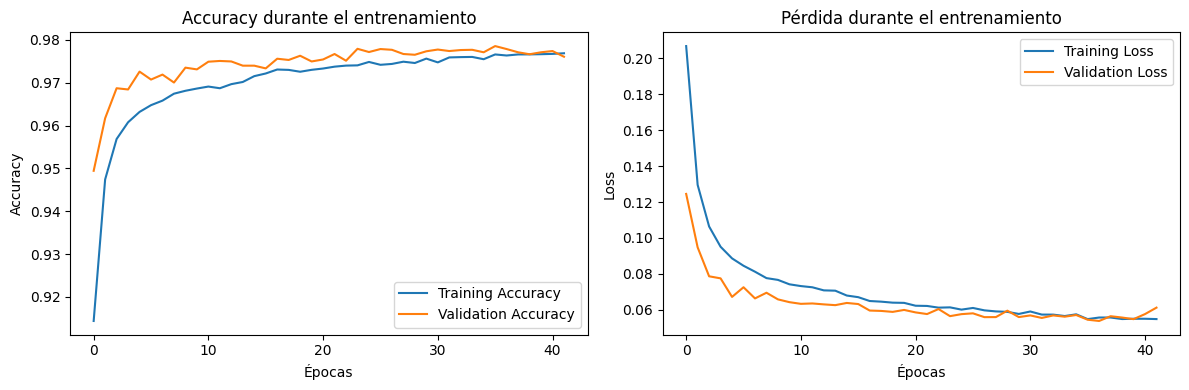 Accuracy durante el entrenamiento
0.98
0.97
0.96
0.95
0.94
0.93
0.92
Accuracy
0
10
20
30
40
Épocas
Training Accuracy
Validation Accuracy
Pérdida durante el entrenamiento
0.20
0.18
0.16
0.14
0.12
0.10
0.08
0.06
Loss
0
10
20
30
40
Épocas
Training Loss
Validation Loss